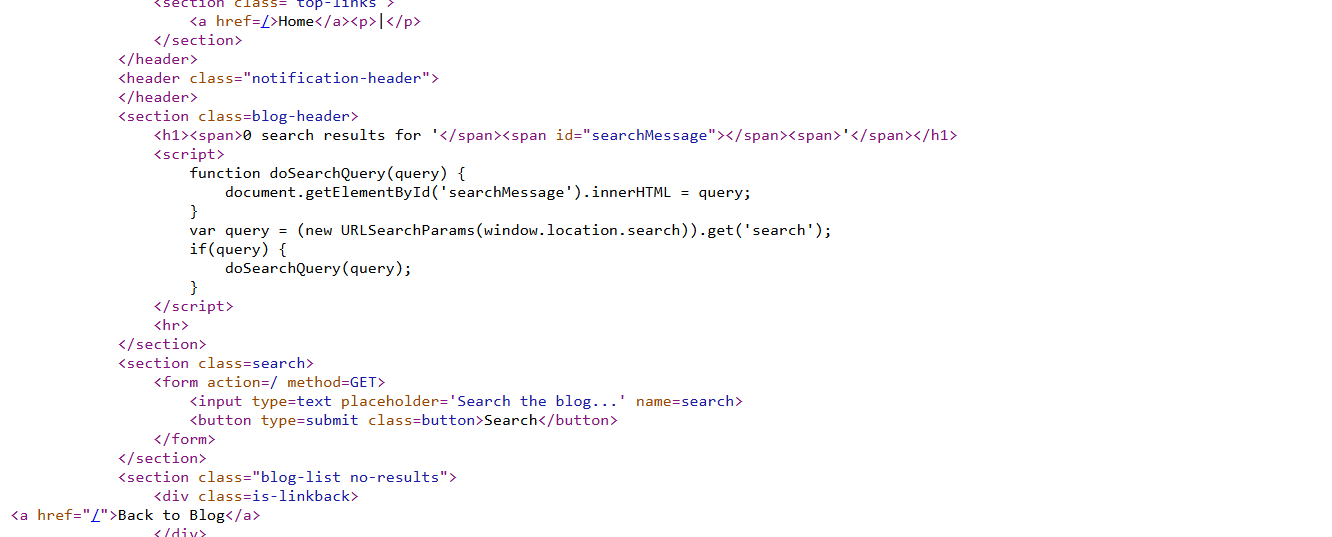 <section class="top-links">
<a href=/>Home</a><p>|</p>
</section>
</header>
<header class="notification-header">
</header>
<section class=blog-header>
<h1><span>0 search results for '</span><span id="searchMessage"></span><span>'</span></h1>
<script>
function doSearchQuery(query) {
document.getElementById('searchMessage').innerHTML = query;
}
var query = (new URLSearchParams(window.location.search)).get('search');
if(query) {
doSearchQuery(query);
}
</script>
<hr>
</section>
<section class=search>
<form action=/ method=GET>
<input type=text placeholder='Search the blog...' name=search>
<button type=submit class=button>Search</button>
</form>
</section>
<section class="blog-list no-results">
<div class=is-linkback>
<a href="/">Back to Blog</a>
</div>